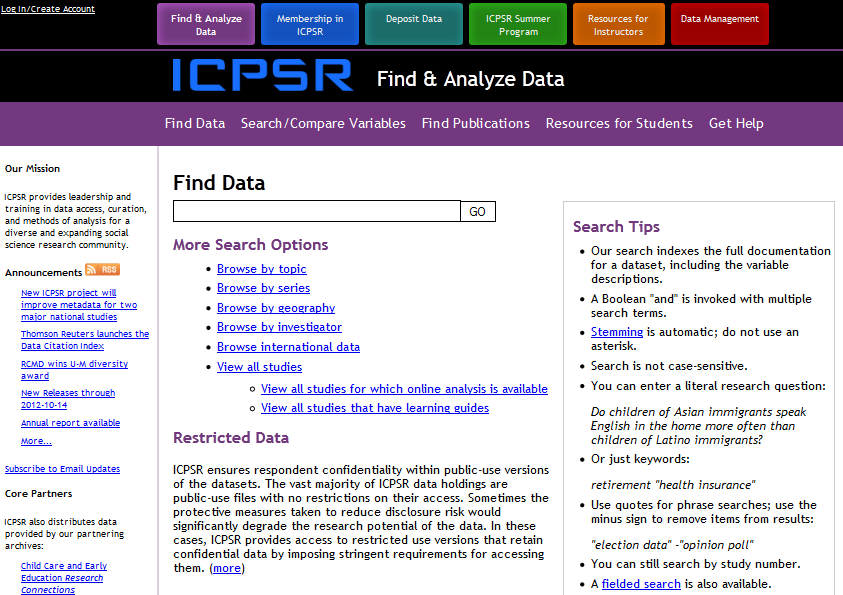 Log In/Create Account
Find & Analyze
Data
Membership in
ICPSR
Deposit Data
ICPSR Summer
Program
Resources for
Instructors
Data Management
ICPSR Find & Analyze Data
Find Data Search/Compare Variables Find Publications Resources for Students Get Help
Our Mission
ICPSR provides leadership and
training in data access, curation,
and methods of analysis for a
diverse and expanding social
science research community.
Announcements RSS
New ICPSR project will
improve metadata for two
major national studies
Thomson Reuters launches the
Data Citation Index
RCMD wins U-M diversity
award
New Releases through
2012-10-14
Annual report available
More...
Subscribe to Email Updates
Core Partners
ICPSR also distributes data
provided by our partnering
archives:
Child Care and Early
Education Research
Connections
Find Data
GO
More Search Options
Browse by topic
Browse by series
Browse by geography
Browse by investigator
Browse international data
View all studies
View all studies for which online analysis is available
View all studies that have learning guides
Restricted Data
ICPSR ensures respondent confidentiality within public-use versions
of the datasets. The vast majority of ICPSR data holdings are
public-use files with no restrictions on their access. Sometimes the
protective measures taken to reduce disclosure risk would
significantly degrade the research potential of the data. In these
cases, ICPSR provides access to restricted use versions that retain
confidential data by imposing stringent requirements for accessing
them. (more)
Search Tips
Our search indexes the full documentation
for a dataset, including the variable
descriptions.
A Boolean "and" is invoked with multiple
search terms.
Stemming is automatic; do not use an
asterisk.
Search is not case-sensitive.
You can enter a literal research question:
Do children of Asian immigrants speak
English in the home more often than
children of Latino immigrants?
Or just keywords:
retirement "health insurance"
Use quotes for phrase searches; use the
minus sign to remove items from results:
"election data" -"opinion poll"
You can still search by study number.
A fielded search is also available.